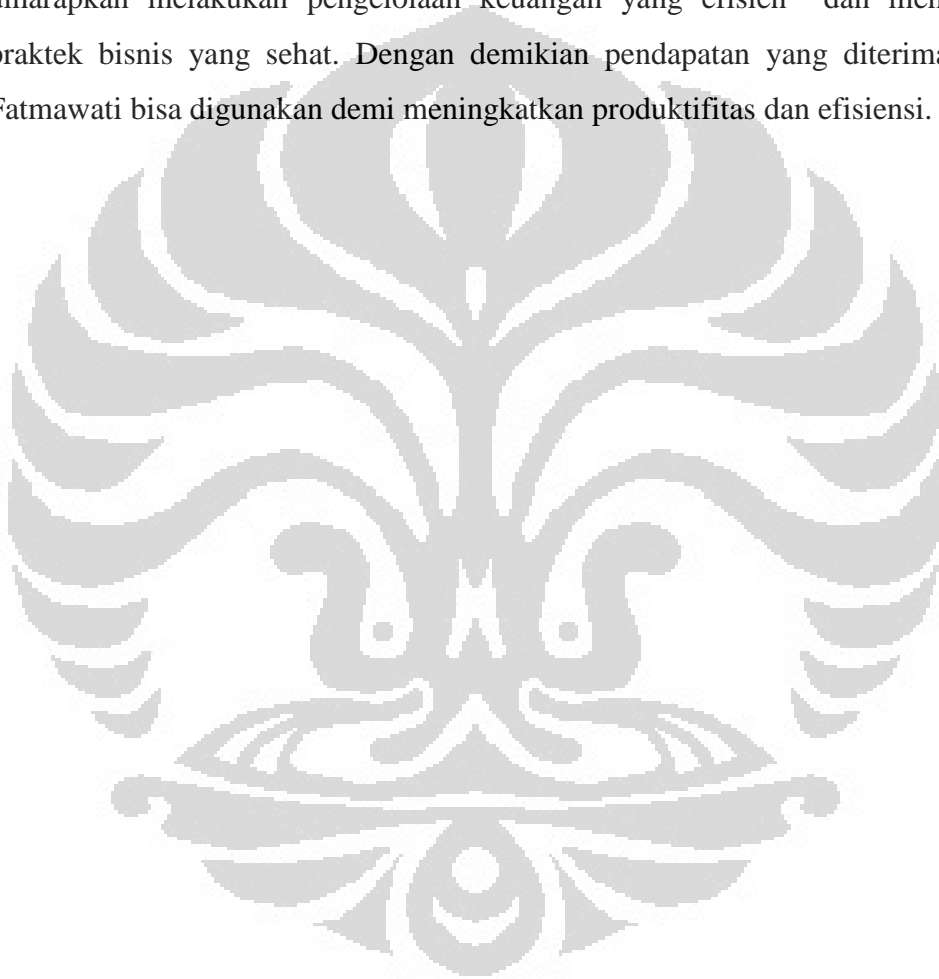 melakukan pengelolaan keuangan yang efisien dan
praktek bisnis yang sehat. Dengan demikian pendapatan yang
Fatmawati bisa digunakan demi meningkatkan produktifitas dan efisiensi.